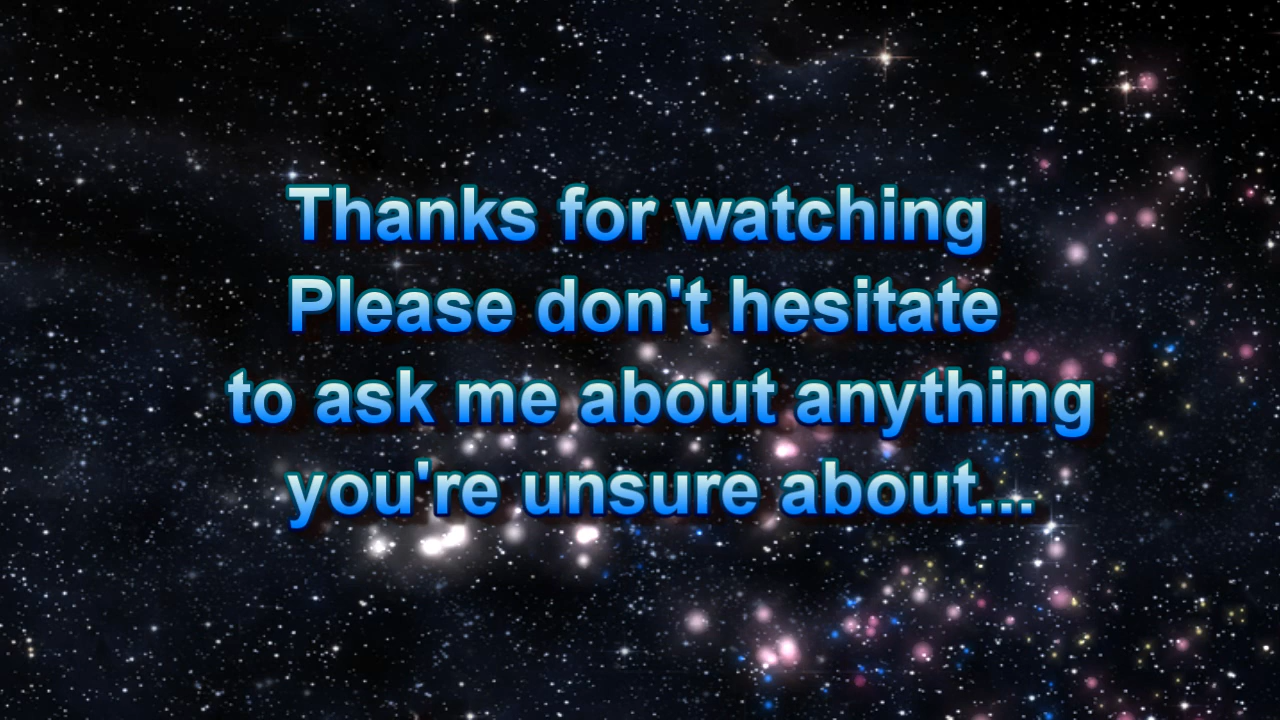 Thanks for watching
Please don't hesitate
to ask me about anything
you're unsure about...